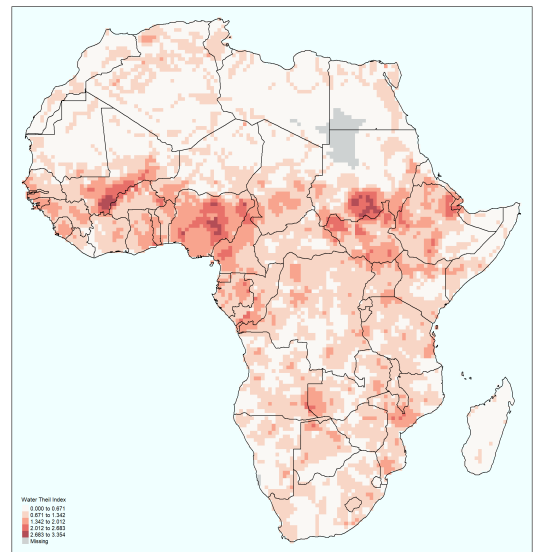 Water Theil Index
0.000 to 0.671
0.671 to 1.342
1.342 to 2.012
2.012 to 2.683
2.683 to 3.354
Missing